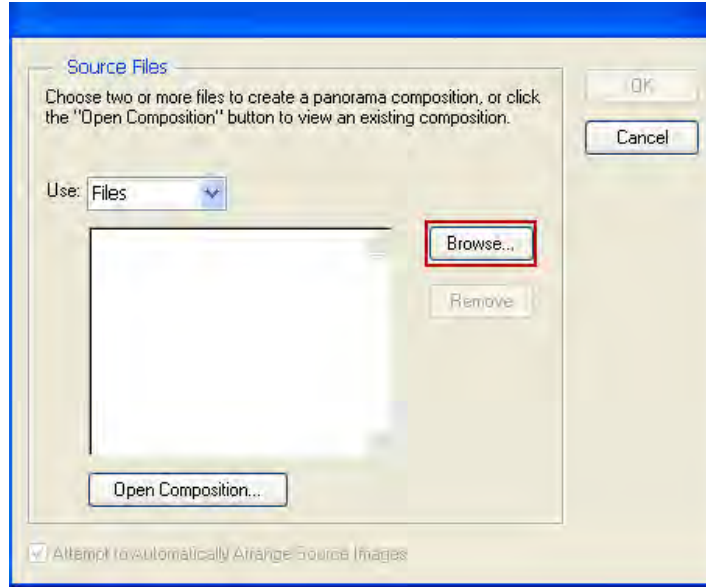 Source Files
Choose two or more files to create a panorama composition, or click
the "Open Composition" button to view an existing composition.
OK
Cancel
Use: Files
Browse...
Remove
Open Composition...
Attempt to Automatically Arrange Source Images